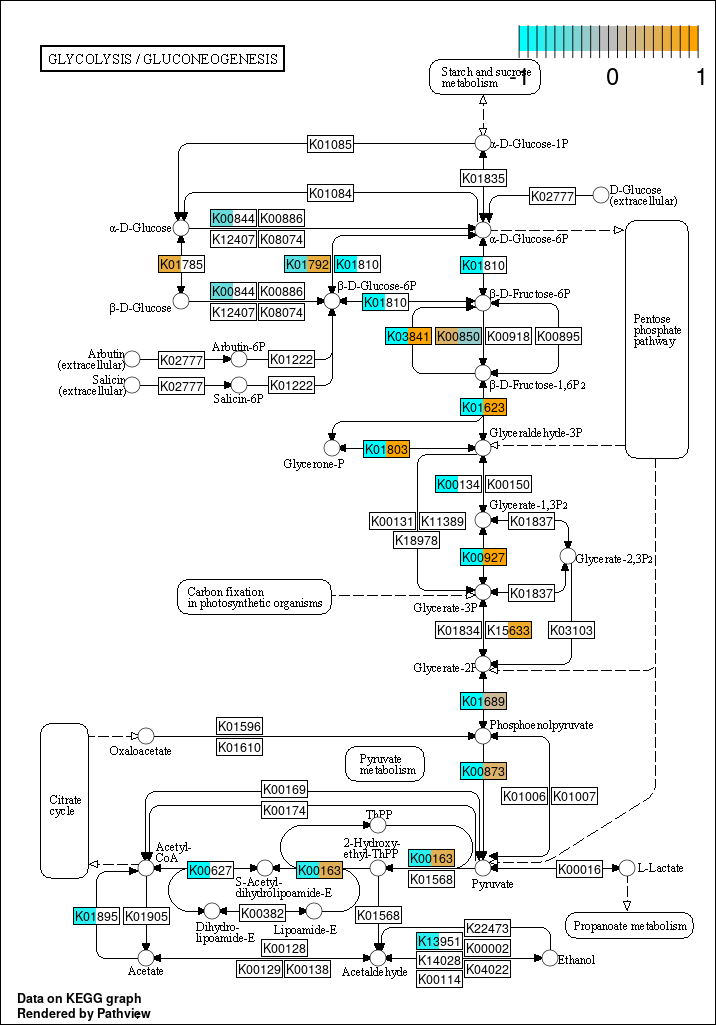 GLYCOLYSIS / GLUCONEOGENESIS
-1 0 1
Starch and sucrose
metabolism
K01085
α-D-Glucose-1P
K01835
K01084
K02777
D-Glucose
(extracellular)
α-D-Glucose
K00844 K00886
K12407 K08074
α-D-Glucose-6P
K01785
K01792 K01810
K01810
β-D-Glucose-6P
β-D-Glucose
K00844 K00886
K12407 K08074
K01810
β-D-Fructose-6P
Pentose
phosphate
pathway
K03841 K00850 K00918 K00895
Arbutin
(extracellular)
K02777
Arbutin-6P
K01222
Salicin
(extracellular)
K02777
Salicin-6P
K01222
β-D-Fructose-1,6P2
K01623
Glyceraldehyde-3P
K01803
Glycerone-P
K00134 K00150
Glycerate-1,3P2
K00131 K11389
K18978
K01837
K00927
Glycerate-2,3P2
Carbon fixation
in photosynthetic organisms
K01837
Glycerate-3P
K01834 K15633 K03103
Glycerate-2P
K01689
K01596
K01610
Oxaloacetate
Phosphoenolpyruvate
Pyruvate
metabolism
K00873
Citrate
cycle
K00169
K00174
K01006 K01007
ThPP
Acetyl-
CoA
2-Hydroxy-
ethyl-ThPP
K00627
K00163
K00163
K01568
S-Acetyl-
dihydrolipoamide-E
Pyruvate
K00016
L-Lactate
K01895 K01905
Dihydro-
lipoamide-E
K00382
Lipoamide-E
K01568
Propanoate metabolism
K22473
K13951 K00002
K14028 K04022
K00114
K00128
K00129 K00138
Acetate
Acetaldehyde
Ethanol
Data on KEGG graph
Rendered by Pathview